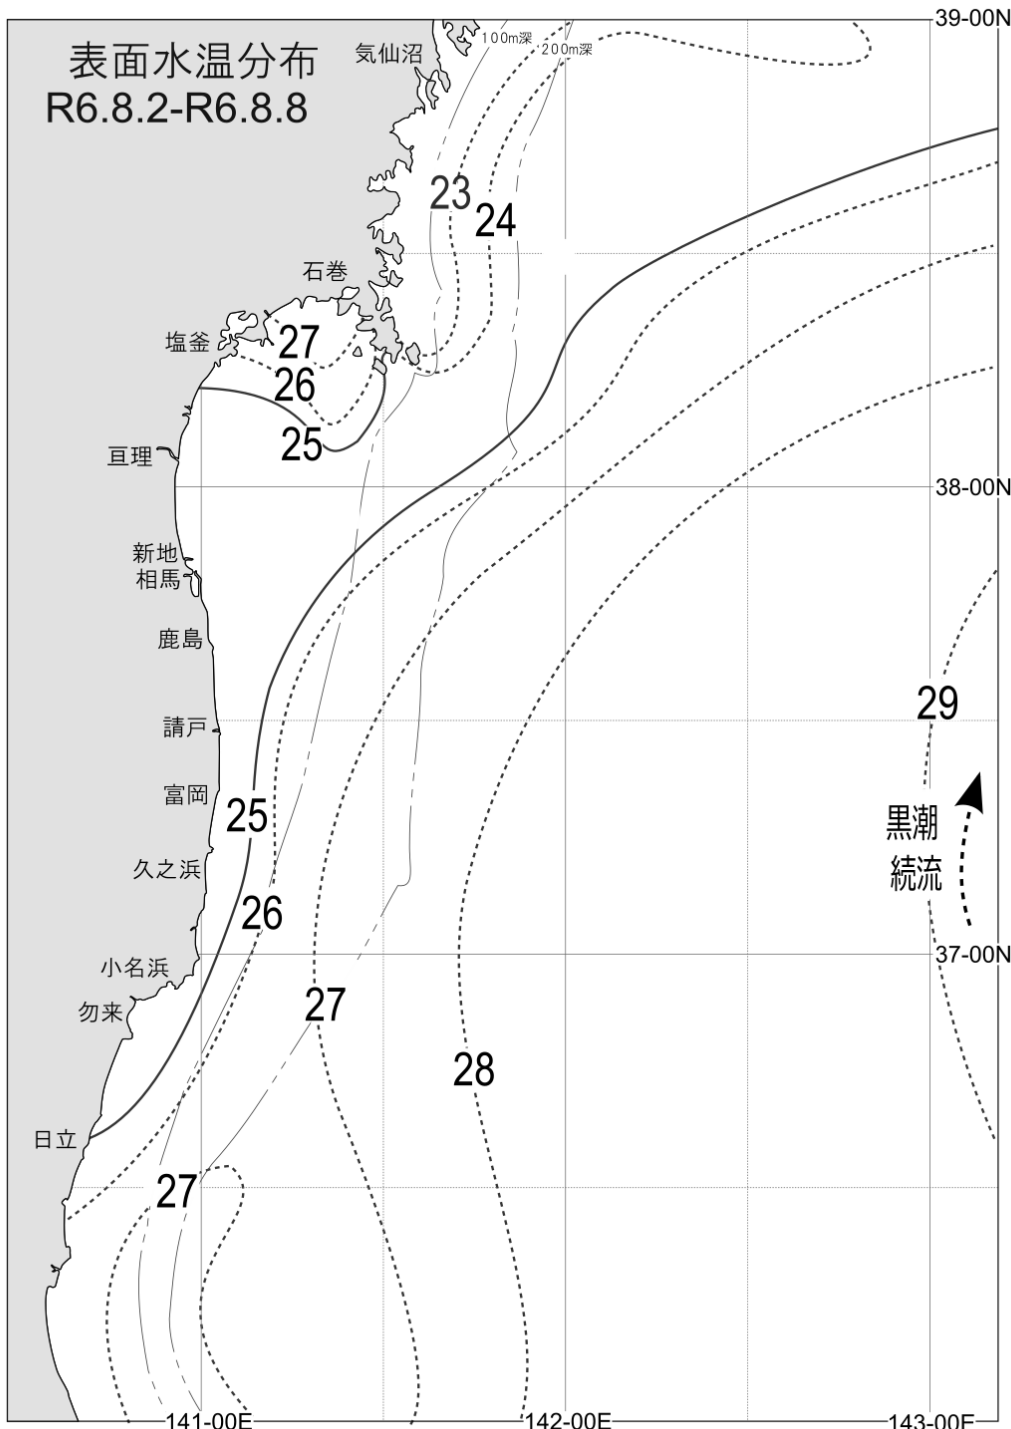 39-00N
表面水温分布
R6.8.2-R6.8.8
気仙沼
100m深
200m深
23
24
石巻
塩釜
27
26
25
亘理
38-00N
新地
相馬
鹿島
請戸
29
富岡
25
黒潮
続流
久之浜
26
37-00N
小名浜
勿来
27
28
日立
27
141-00E
142-00E
143-00E